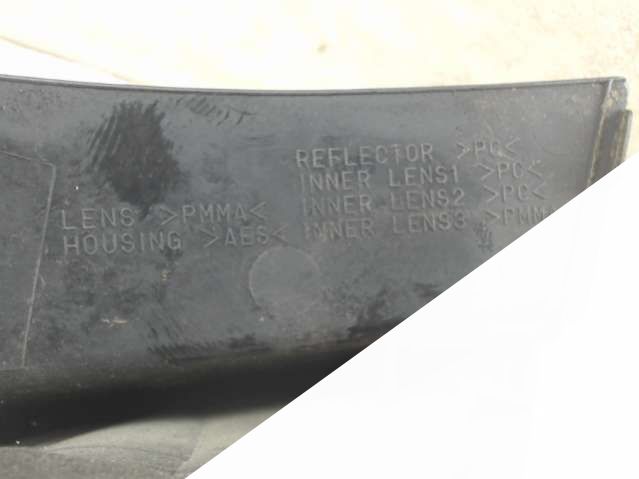 REFLECTOR >PC<
INNER LENS1 >PC<
INNER LENS2 >PC<
INNER LENS3 >PMMA
LENS >PMMA<
HOUSING >AES<